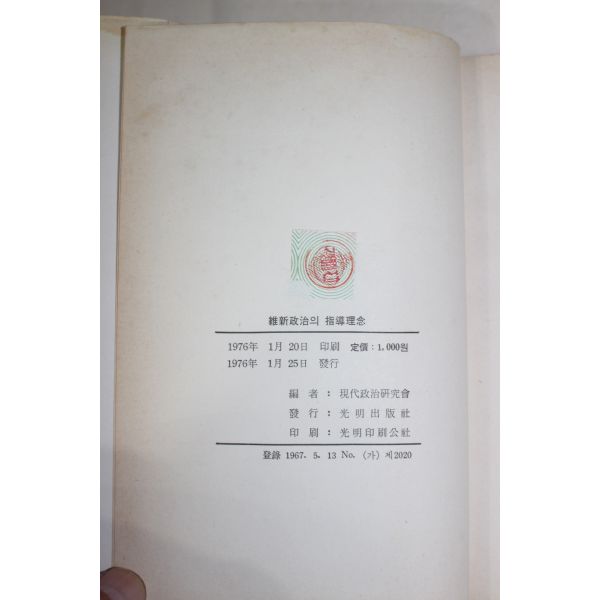 維新政治의 指導理念
1976年 1月 20日 印刷 定價 : 1,000원
1976年 1月 25日 發行
編 者 : 現代政治硏究會
發 行 : 光明出版社
印 刷 : 光明印刷公社
登錄 1967. 5. 13 No. (가) 제2020